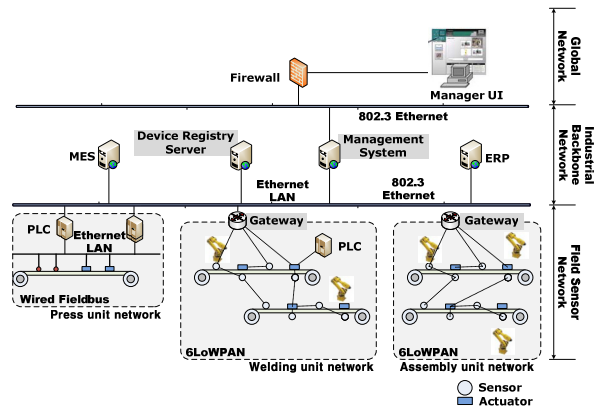 Global
Network
Firewall
Manager UI
802.3 Ethernet
Industrial
Backbone
Network
MES
Device Registry
Server
Management
System
ERP
Ethernet
LAN
802.3
Ethernet
Field Sensor
Network
PLC
Ethernet
LAN
Wired Fieldbus
Press unit network
Gateway
PLC
6LoWPAN
Welding unit network
Gateway
6LoWPAN
Assembly unit network
Sensor
Actuator